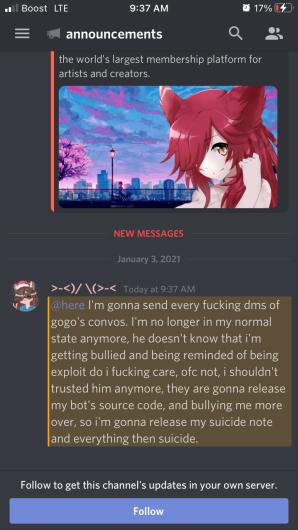 Boost LTE 9:37 AM 17%
announcements
the world's largest membership platform for
artists and creators.
NEW MESSAGES
January 3, 2021
>-<)/ \(>-< Today at 9:37 AM
@here I'm gonna send every fucking dms of
gogo's convos. I'm no longer in my normal
state anymore, he doesn't know that i'm
getting bullied and being reminded of being
exploit do i fucking care, ofc not, i shouldn't
trusted him anymore, they are gonna release
my bot's source code, and bullying me more
over, so i'm gonna release my suicide note
and everything then suicide.
Follow to get this channel's updates in your own server.
Follow